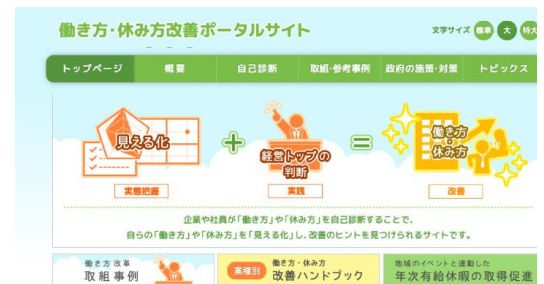 働き方・休み方改善ポータルサイト
文字サイズ 標準 大 特大
トップページ 概要 自己診断 取組・参考事例 政府の施策・対策 トピックス
見える化
実態把握
+
経営トップの
判断
実践
=
働き方
・
休み方
改善
企業や社員が「働き方」や「休み方」を自己診断することで、
自らの「働き方」や「休み方」を「見える化」し、改善のヒントを見つけられるサイトです。
働き方改革
取組事例
業種別
働き方・休み方
改善ハンドブック
地域のイベントと連動した
年次有給休暇の取得促進